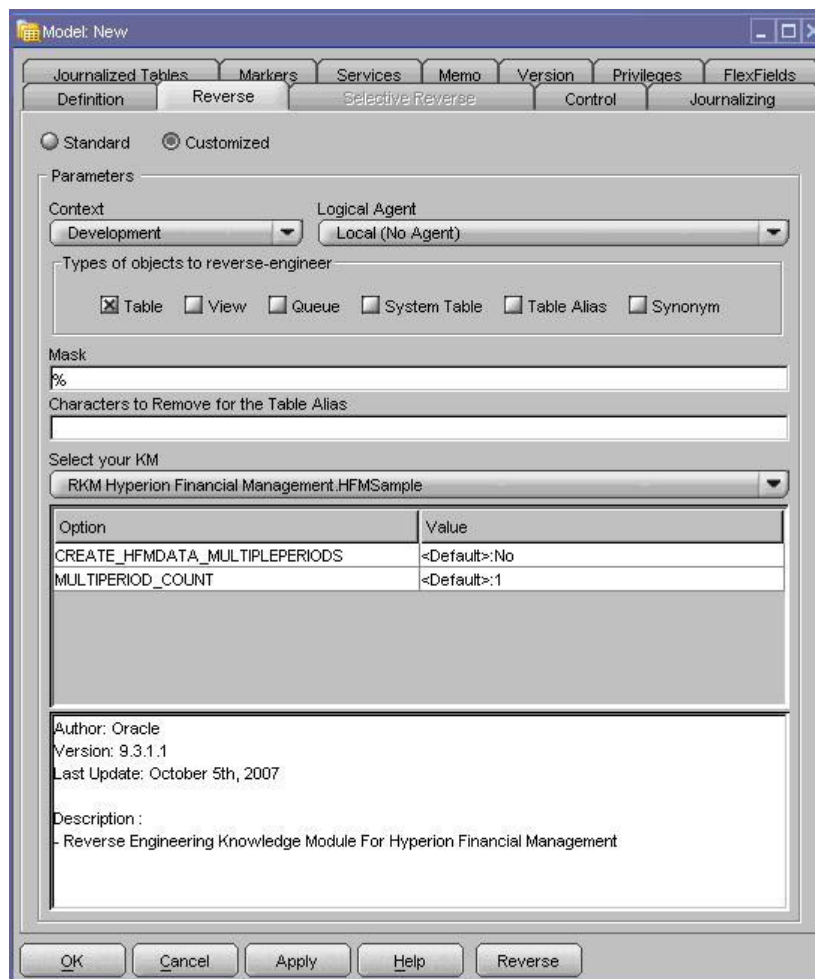 Model: New
Journalized Tables Markers Services Memo Version Privileges FlexFields
Definition Reverse Selective Reverse Control Journalizing
Standard Customized
Parameters
Context Logical Agent
Development Local (No Agent)
Types of objects to reverse-engineer
Table View Queue System Table Table Alias Synonym
Mask
%
Characters to Remove for the Table Alias
Select your KM
RKM Hyperion Financial Management.HFMSample
Option Value
CREATE_HFMDATA_MULTIPLEPERIODS <Default>:No
MULTIPERIOD_COUNT <Default>:1
Author: Oracle
Version: 9.3.1.1
Last Update: October 5th, 2007
Description :
- Reverse Engineering Knowledge Module For Hyperion Financial Management
OK Cancel Apply Help Reverse